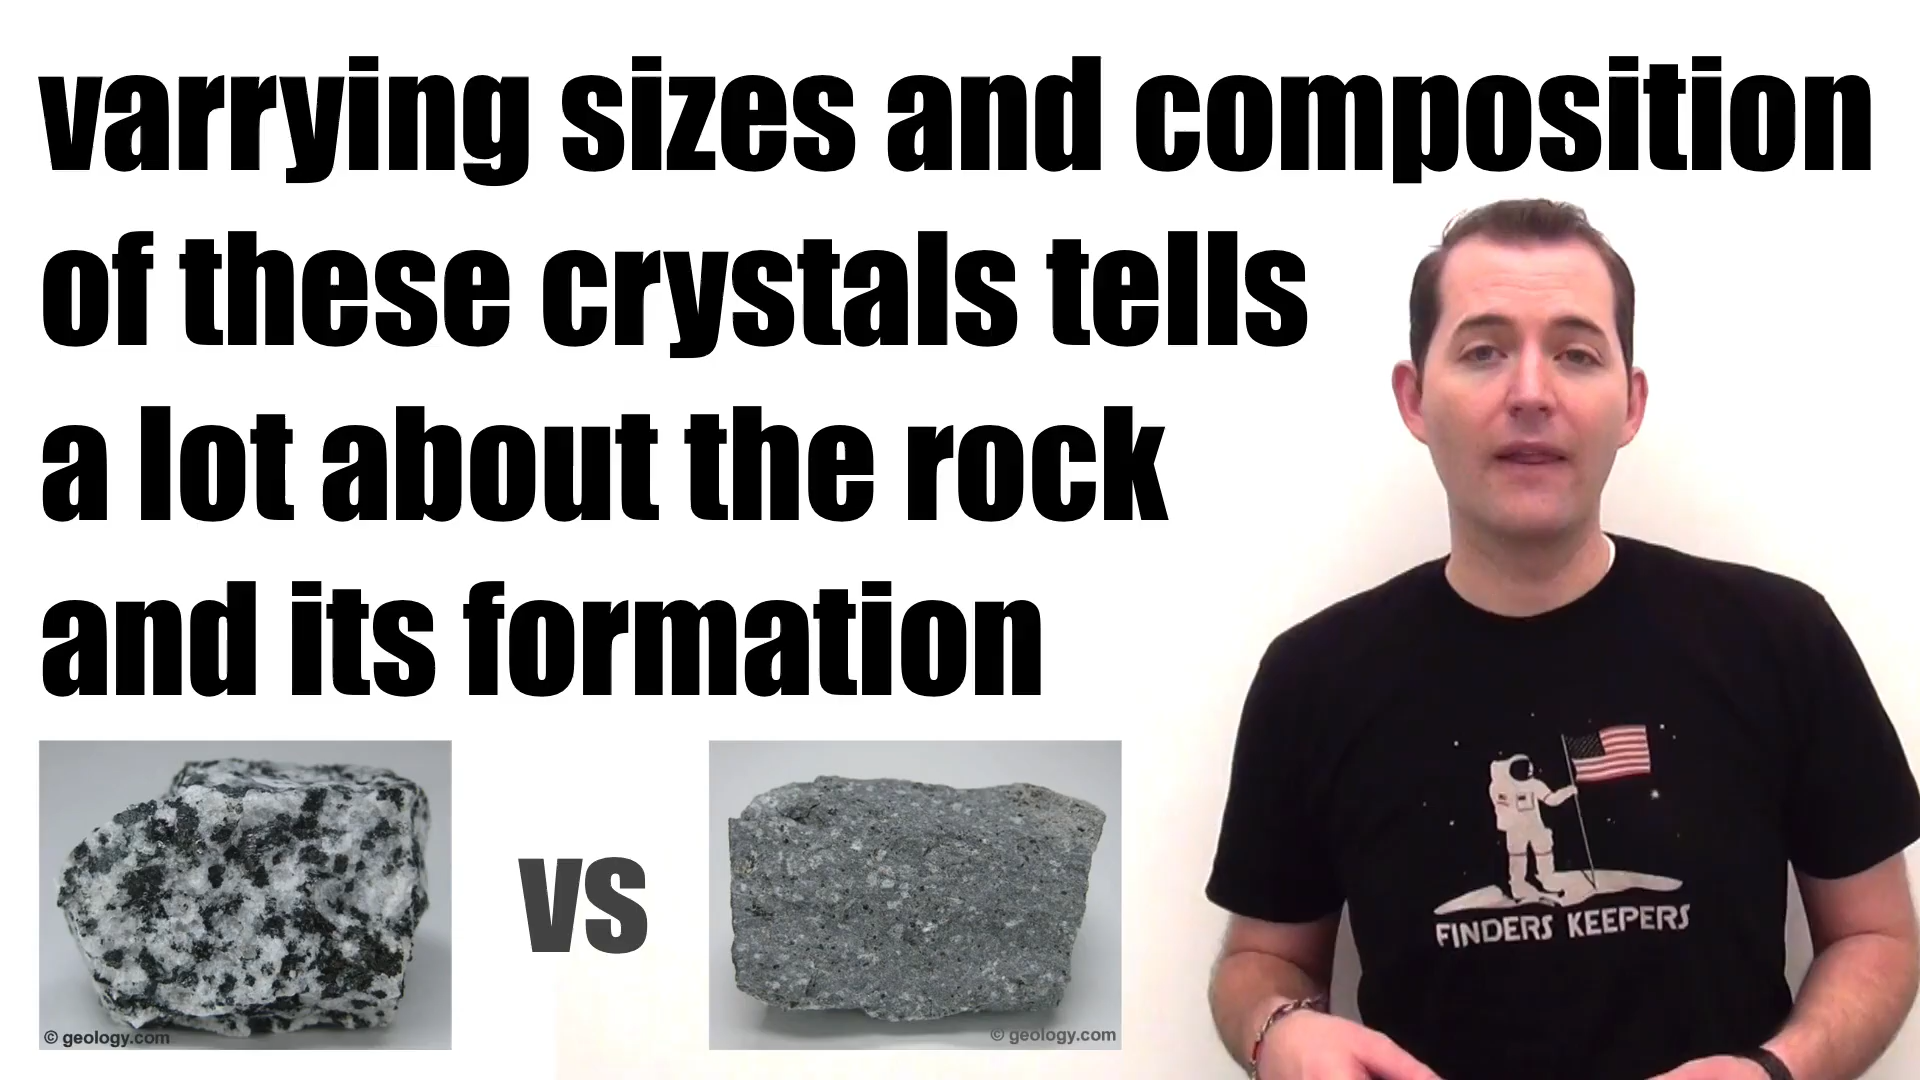 varrying sizes and composition
of these crystals tells
a lot about the rock
and its formation
vs
© geology.com
© geology.com
FINDERS KEEPERS